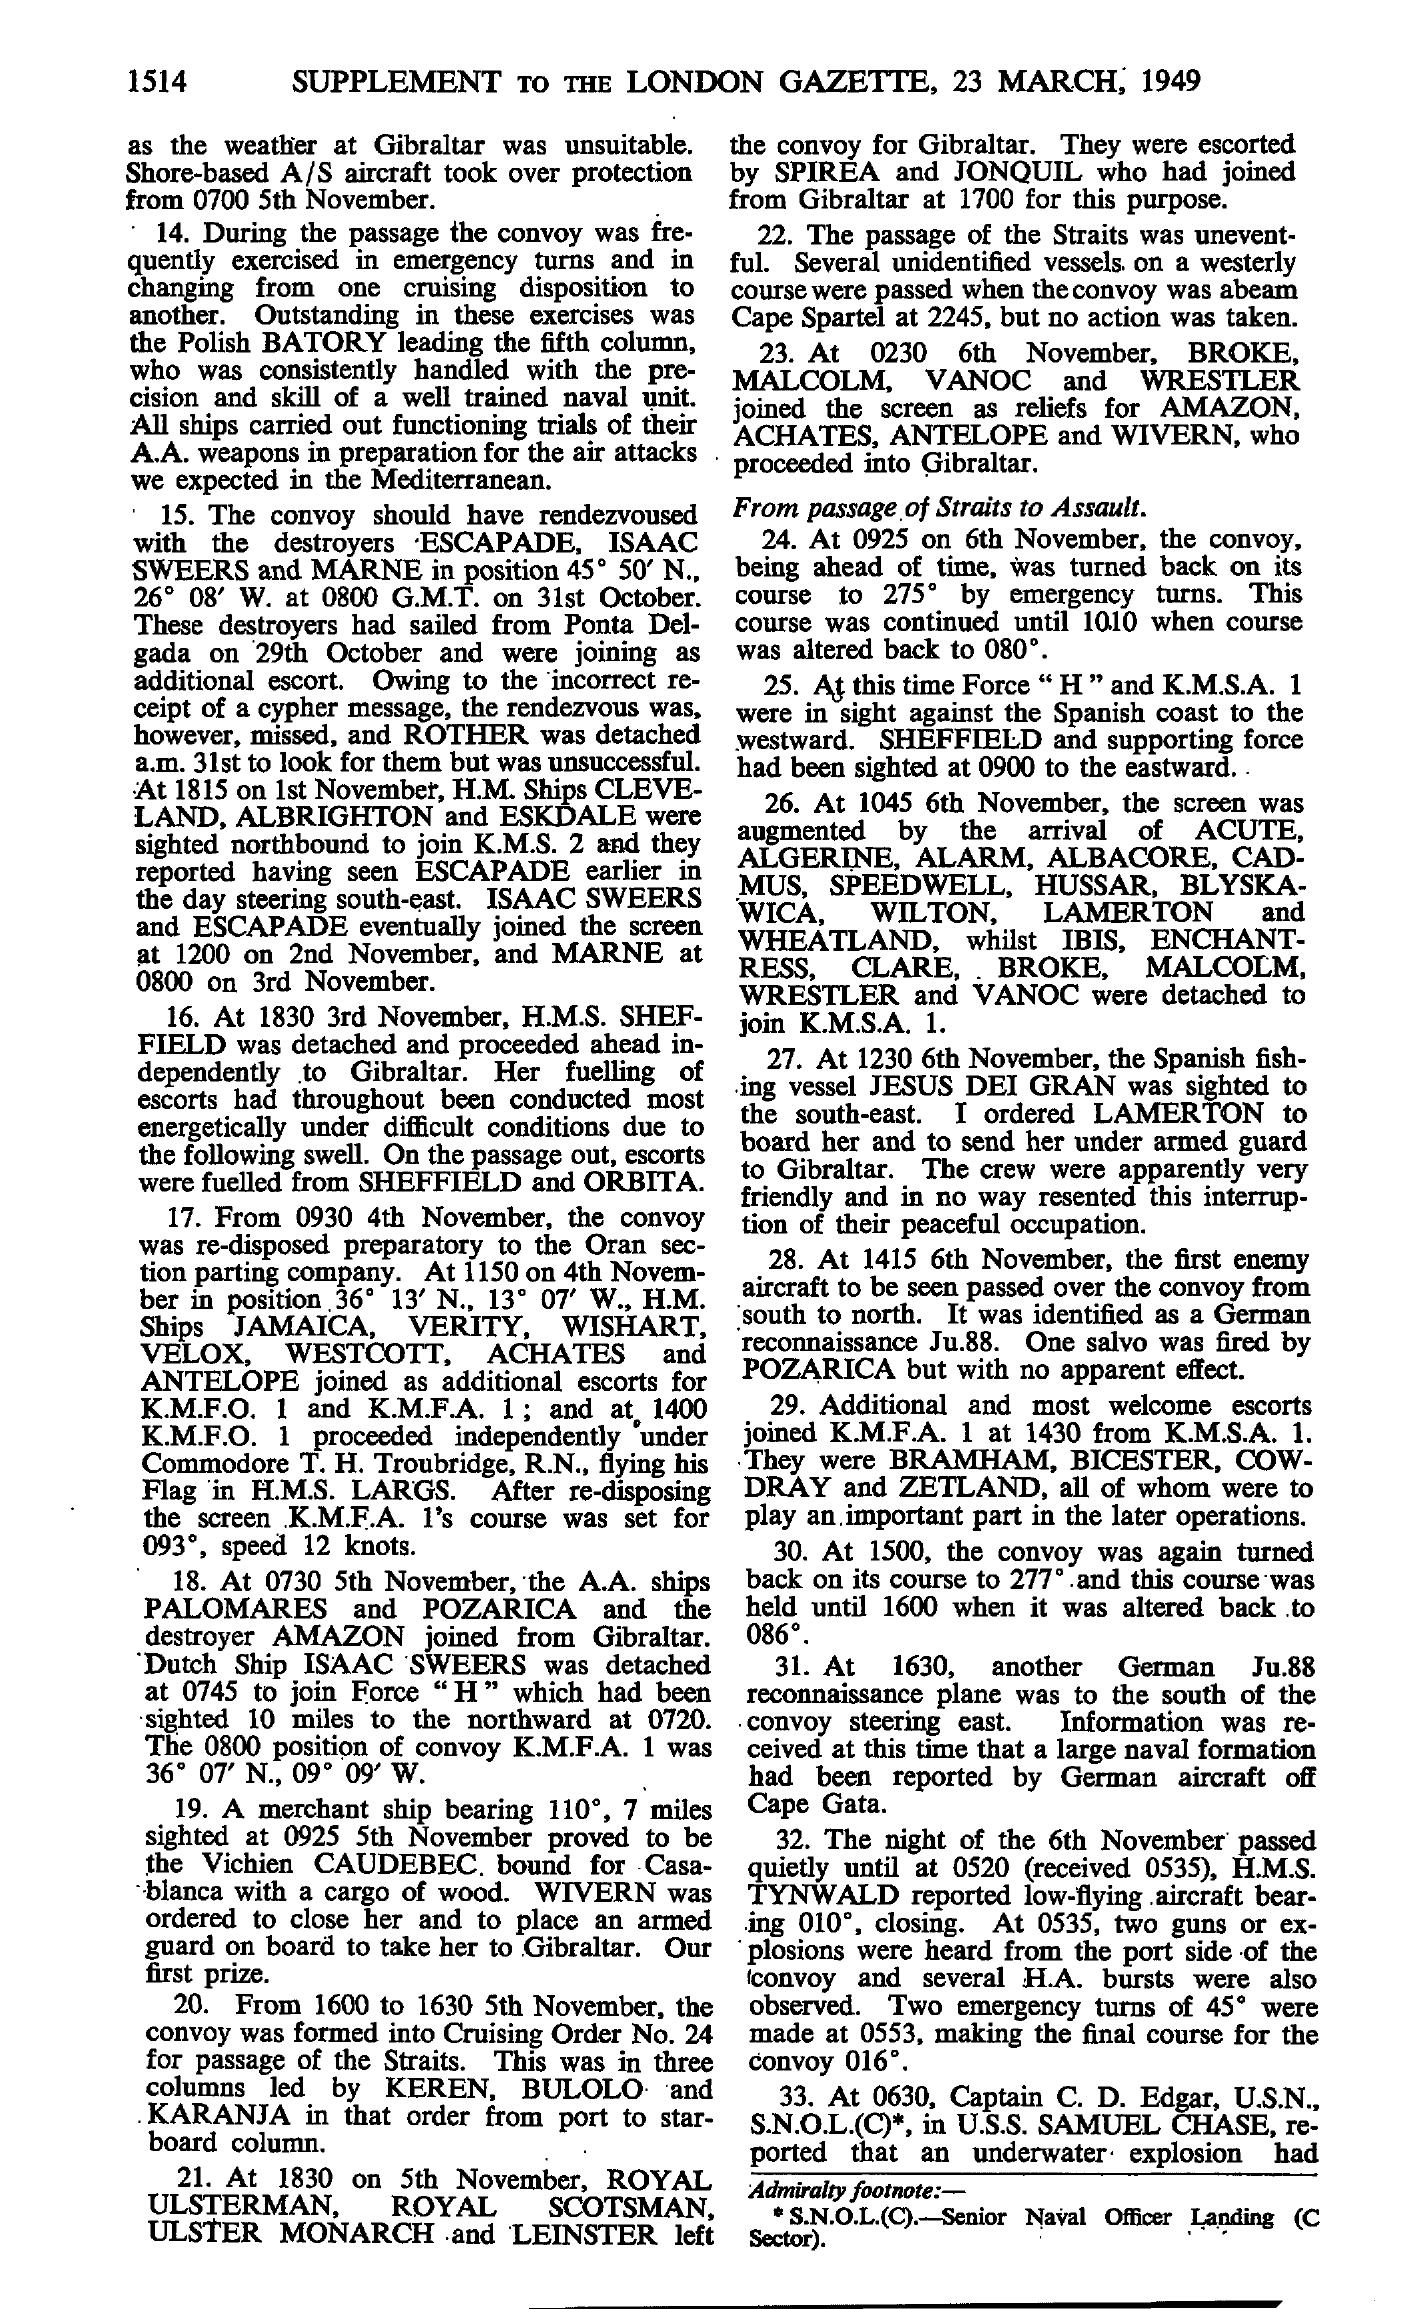 1514 SUPPLEMENT TO THE LONDON GAZETTE, 23 MARCH, 1949
as the weather at Gibraltar was unsuitable.
Shore-based A/S aircraft took over protection
from 0700 5th November.
14. During the passage the convoy was fre-
quently exercised in emergency turns and in
changing from one cruising disposition to
another. Outstanding in these exercises was
the Polish BATORY leading the fifth column,
who was consistently handled with the pre-
cision and skill of a well trained naval unit.
All ships carried out functioning trials of their
A.A. weapons in preparation for the air attacks
we expected in the Mediterranean.
15. The convoy should have rendezvoused
with the destroyers ESCAPADE, ISAAC
SWEERS and MARNE in position 45° 50′ N.,
26° 08′ W. at 0800 G.M.T. on 31st October.
These destroyers had sailed from Ponta Del-
gada on 29th October and were joining as
additional escort. Owing to the incorrect re-
ceipt of a cypher message, the rendezvous was,
however, missed, and ROTHER was detached
a.m. 31st to look for them but was unsuccessful.
At 1815 on 1st November, H.M. Ships CLEVE-
LAND, ALBRIGHTON and ESKDALE were
sighted northbound to join K.M.S. 2 and they
reported having seen ESCAPADE earlier in
the day steering south-east. ISAAC SWEERS
and ESCAPADE eventually joined the screen
at 1200 on 2nd November, and MARNE at
0800 on 3rd November.
16. At 1830 3rd November, H.M.S. SHEF-
FIELD was detached and proceeded ahead in-
dependently to Gibraltar. Her fuelling of
escorts had throughout been conducted most
energetically under difficult conditions due to
the following swell. On the passage out, escorts
were fuelled from SHEFFIELD and ORBITA.
17. From 0930 4th November, the convoy
was re-disposed preparatory to the Oran sec-
tion parting company. At 1150 on 4th Novem-
ber in position 36° 13′ N., 13° 07′ W., H.M.
Ships JAMAICA, VERITY, WISHART,
VELOX, WESTCOTT, ACHATES and
ANTELOPE joined as additional escorts for
K.M.F.O. 1 and K.M.F.A. 1; and at 1400
K.M.F.O. 1 proceeded independently under
Commodore T. H. Troubridge, R.N., flying his
Flag in H.M.S. LARGS. After re-disposing
the screen K.M.F.A. 1's course was set for
093°, speed 12 knots.
18. At 0730 5th November, the A.A. ships
PALOMARES and POZARICA and the
destroyer AMAZON joined from Gibraltar.
Dutch Ship ISAAC SWEERS was detached
at 0745 to join Force "H" which had been
sighted 10 miles to the northward at 0720.
The 0800 position of convoy K.M.F.A. 1 was
36° 07′ N., 09° 09′ W.
19. A merchant ship bearing 110°, 7 miles
sighted at 0925 5th November proved to be
the Vichien CAUDEBEC bound for Casa-
blanca with a cargo of wood. WIVERN was
ordered to close her and to place an armed
guard on board to take her to Gibraltar. Our
first prize.
20. From 1600 to 1630 5th November, the
convoy was formed into Cruising Order No. 24
for passage of the Straits. This was in three
columns led by KEREN, BULOLO and
KARANJA in that order from port to star-
board column.
21. At 1830 on 5th November, ROYAL
ULSTERMAN, ROYAL SCOTSMAN,
ULSTER MONARCH and LEINSTER left
the convoy for Gibraltar. They were escorted
by SPIREA and JONQUIL who had joined
from Gibraltar at 1700 for this purpose.
22. The passage of the Straits was unevent-
ful. Several unidentified vessels on a westerly
course were passed when the convoy was abeam
Cape Spartel at 2245, but no action was taken.
23. At 0230 6th November, BROKE,
MALCOLM, VANOC and WRESTLER
joined the screen as reliefs for AMAZON,
ACHATES, ANTELOPE and WIVERN, who
proceeded into Gibraltar.
From passage of Straits to Assault.
24. At 0925 on 6th November, the convoy,
being ahead of time, was turned back on its
course to 275° by emergency turns. This
course was continued until 1010 when course
was altered back to 080°.
25. At this time Force "H" and K.M.S.A. 1
were in sight against the Spanish coast to the
westward. SHEFFIELD and supporting force
had been sighted at 0900 to the eastward.
26. At 1045 6th November, the screen was
augmented by the arrival of ACUTE,
ALGERINE, ALARM, ALBACORE, CAD-
MUS, SPEEDWELL, HUSSAR, BLYSKA-
WICA, WILTON, LAMERTON and
WHEATLAND, whilst IBIS, ENCHANT-
RESS, CLARE, BROKE, MALCOLM,
WRESTLER and VANOC were detached to
join K.M.S.A. 1.
27. At 1230 6th November, the Spanish fish-
ing vessel JESUS DEI GRAN was sighted to
the south-east. I ordered LAMERTON to
board her and to send her under armed guard
to Gibraltar. The crew were apparently very
friendly and in no way resented this interrup-
tion of their peaceful occupation.
28. At 1415 6th November, the first enemy
aircraft to be seen passed over the convoy from
south to north. It was identified as a German
reconnaissance Ju.88. One salvo was fired by
POZARICA but with no apparent effect.
29. Additional and most welcome escorts
joined K.M.F.A. 1 at 1430 from K.M.S.A. 1.
They were BRAMHAM, BICESTER, COW-
DRAY and ZETLAND, all of whom were to
play an important part in the later operations.
30. At 1500, the convoy was again turned
back on its course to 277° and this course was
held until 1600 when it was altered back to
086°.
31. At 1630, another German Ju.88
reconnaissance plane was to the south of the
convoy steering east. Information was re-
ceived at this time that a large naval formation
had been reported by German aircraft off
Cape Gata.
32. The night of the 6th November passed
quietly until at 0520 (received 0535), H.M.S.
TYNWALD reported low-flying aircraft bear-
ing 010°, closing. At 0535, two guns or ex-
plosions were heard from the port side of the
convoy and several H.A. bursts were also
observed. Two emergency turns of 45° were
made at 0553, making the final course for the
convoy 016°.
33. At 0630, Captain C. D. Edgar, U.S.N.,
S.N.O.L.(C)*, in U.S.S. SAMUEL CHASE, re-
ported that an underwater explosion had
Admiralty footnote:—
* S.N.O.L.(C).—Senior Naval Officer Landing (C
Sector).